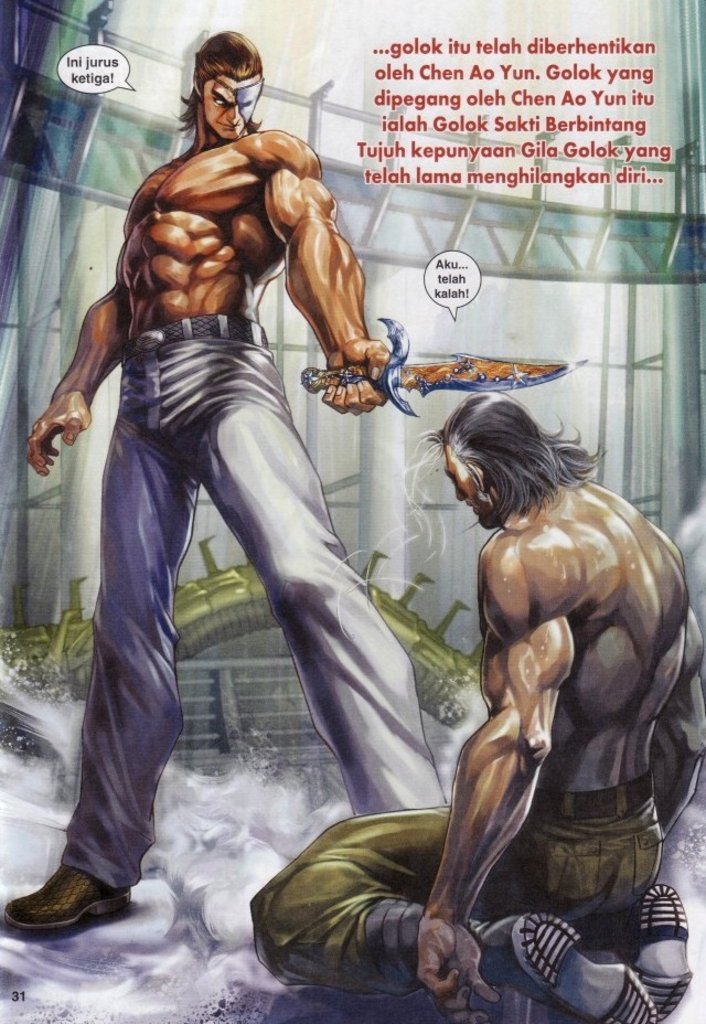 Ini jurus
ketiga!
...golok itu telah diberhentikan
oleh Chen Ao Yun. Golok yang
dipegang oleh Chen Ao Yun itu
ialah Golok Sakti Berbintang
Tujuh kepunyaan Gila Golok yang
telah lama menghilangkan diri...
Aku...
telah
kalah!
31